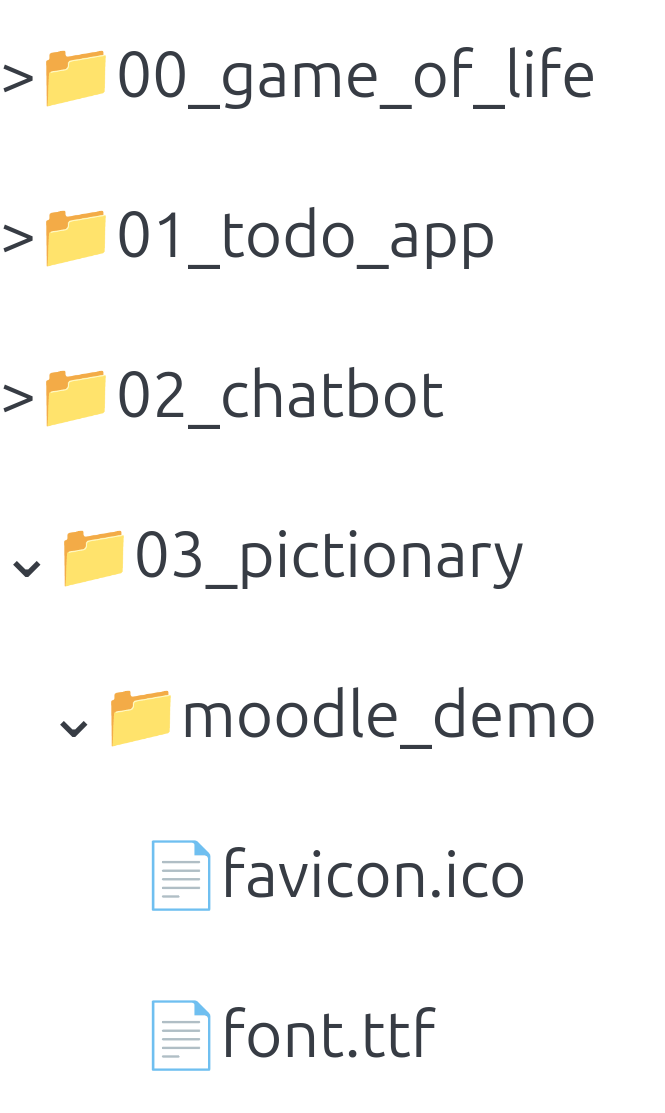 >📁00_game_of_life
>📁01_todo_app
>📁02_chatbot
⌄📁03_pictionary
⌄📁moodle_demo
📄favicon.ico
📄font.ttf